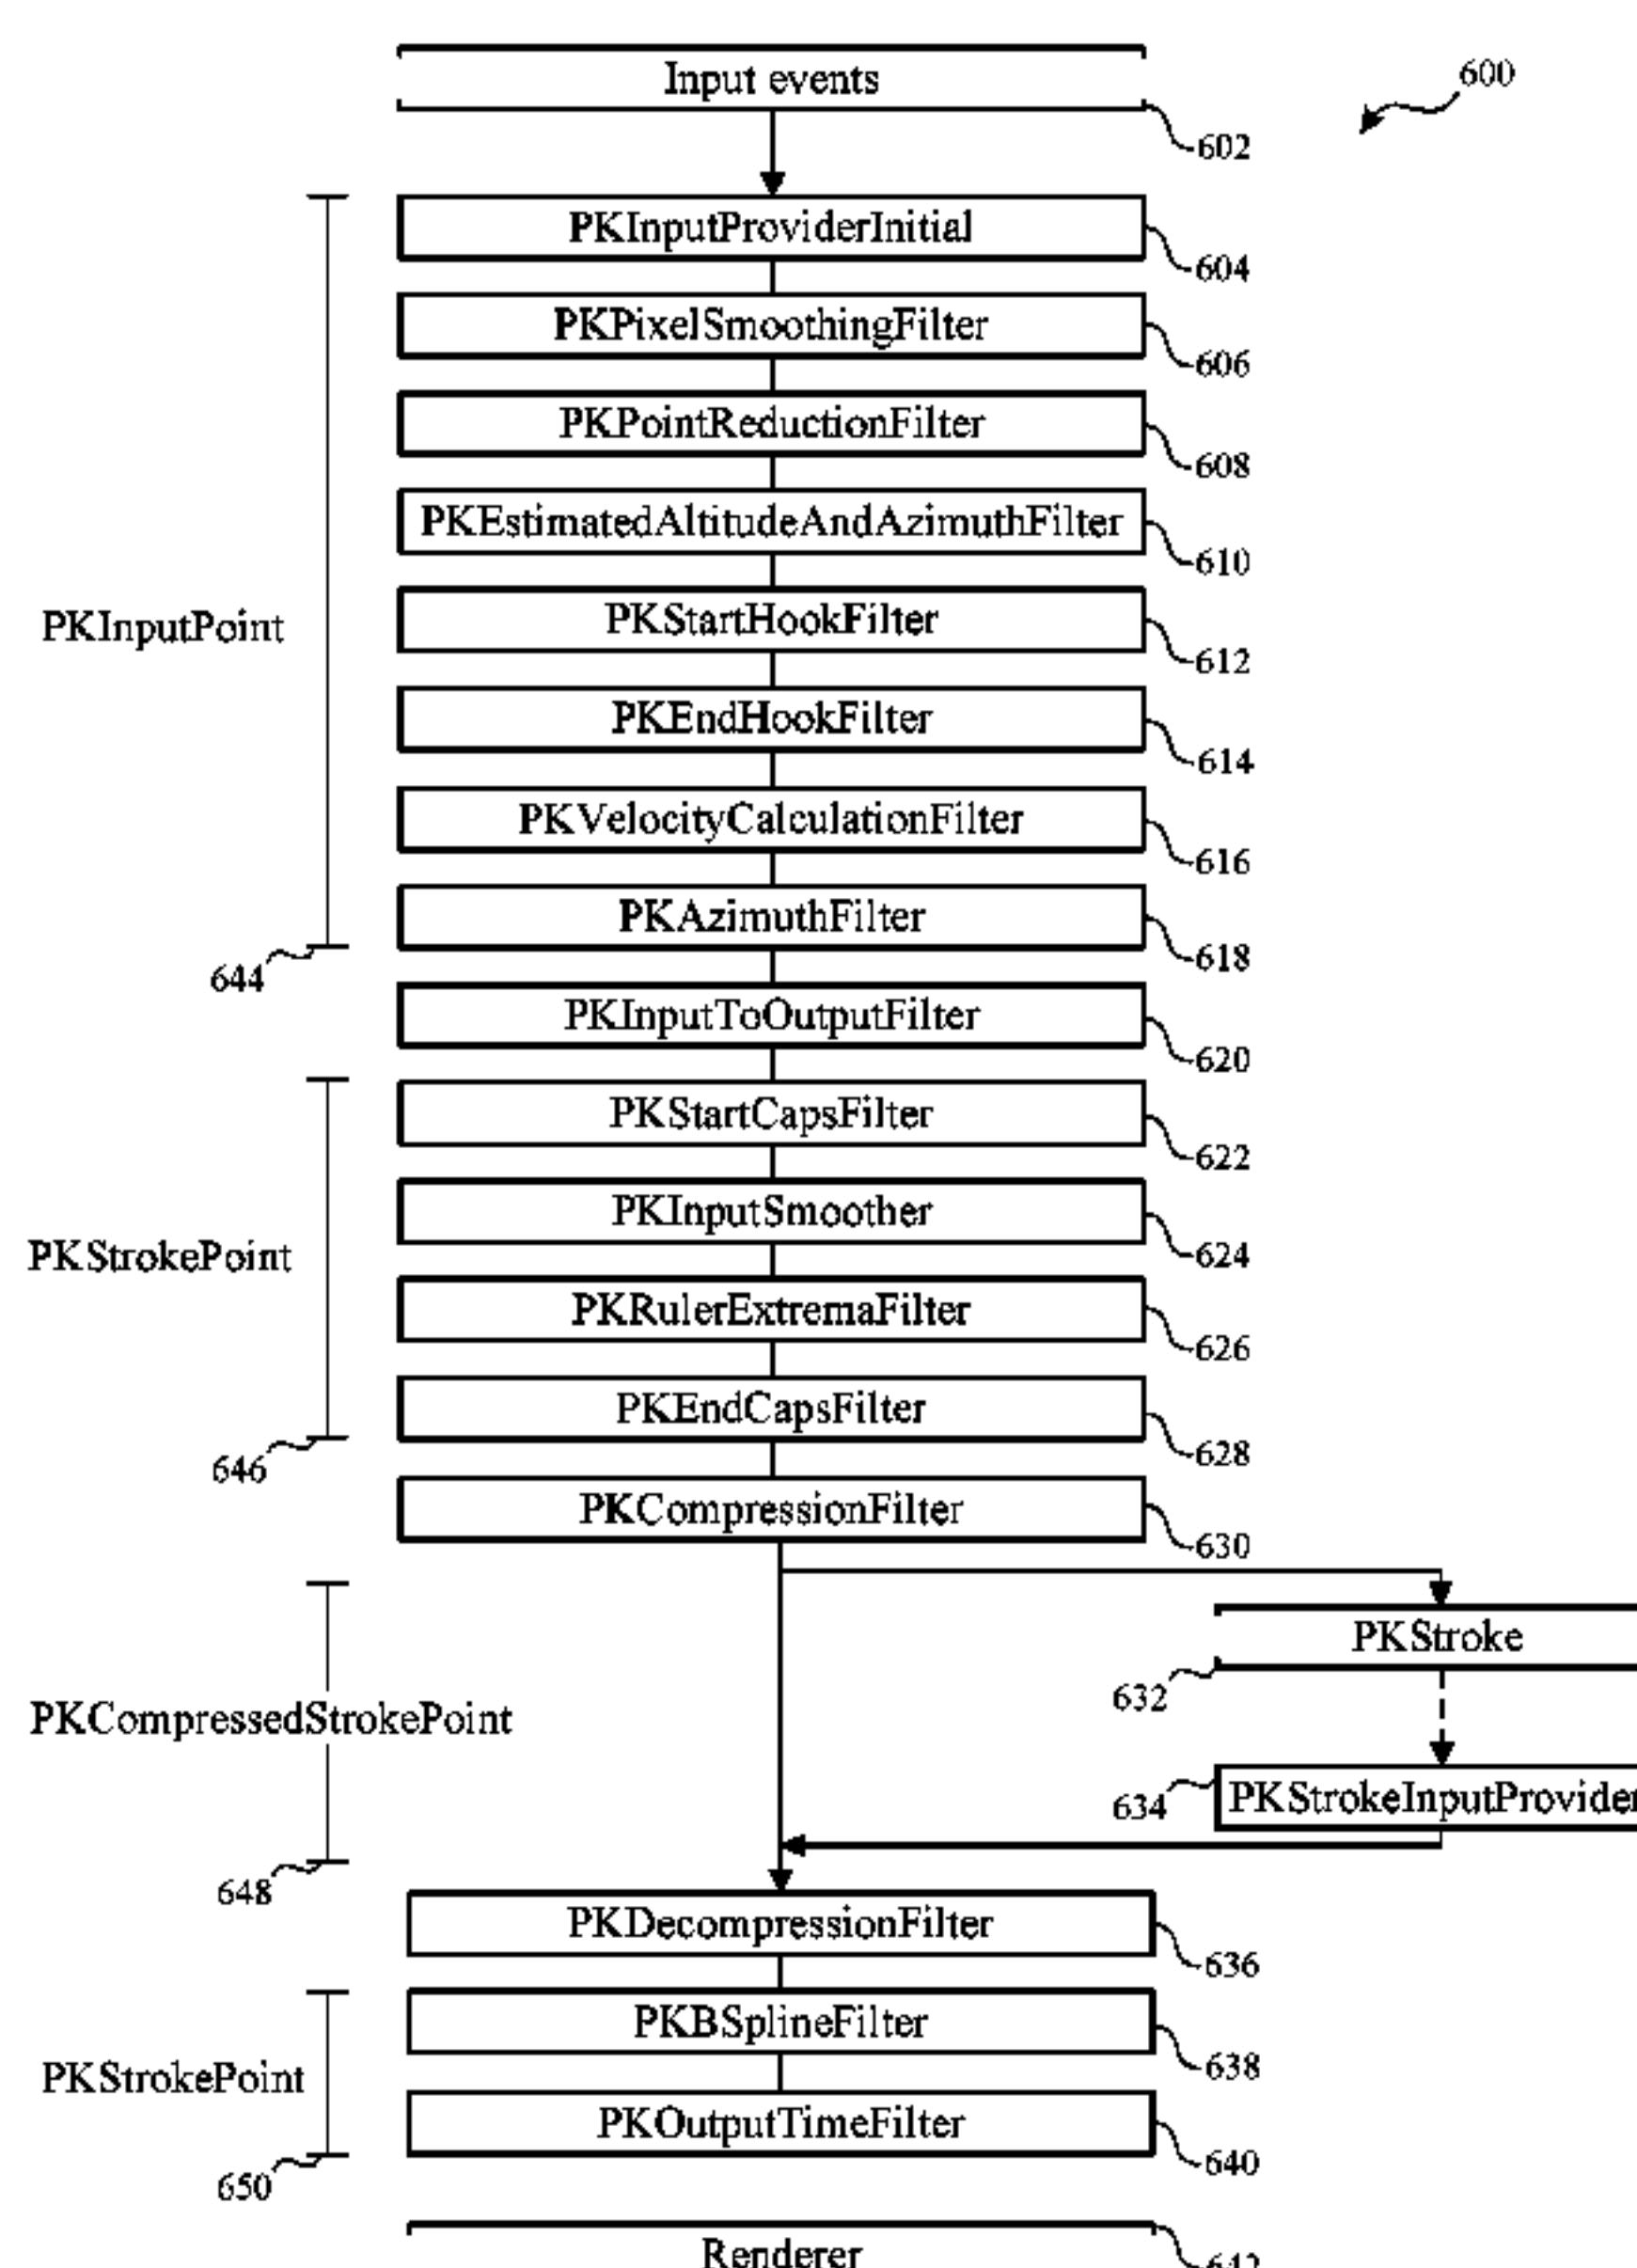 Input events
600
602
PKInputProviderInitial
604
PKPixelSmoothingFilter
606
PKPointReductionFilter
608
PKEstimatedAltitudeAndAzimuthFilter
610
PKInputPoint
PKStartHookFilter
612
PKEndHookFilter
614
PKVelocityCalculationFilter
616
PKAzimuthFilter
618
644
PKInputToOutputFilter
620
PKStartCapsFilter
622
PKInputSmoother
624
PKStrokePoint
PKRulerExtremaFilter
626
PKEndCapsFilter
628
646
PKCompressionFilter
630
PKStroke
632
PKCompressedStrokePoint
PKStrokeInputProvider
634
648
PKDecompressionFilter
636
PKBSplineFilter
638
PKStrokePoint
PKOutputTimeFilter
640
650
Renderer
642